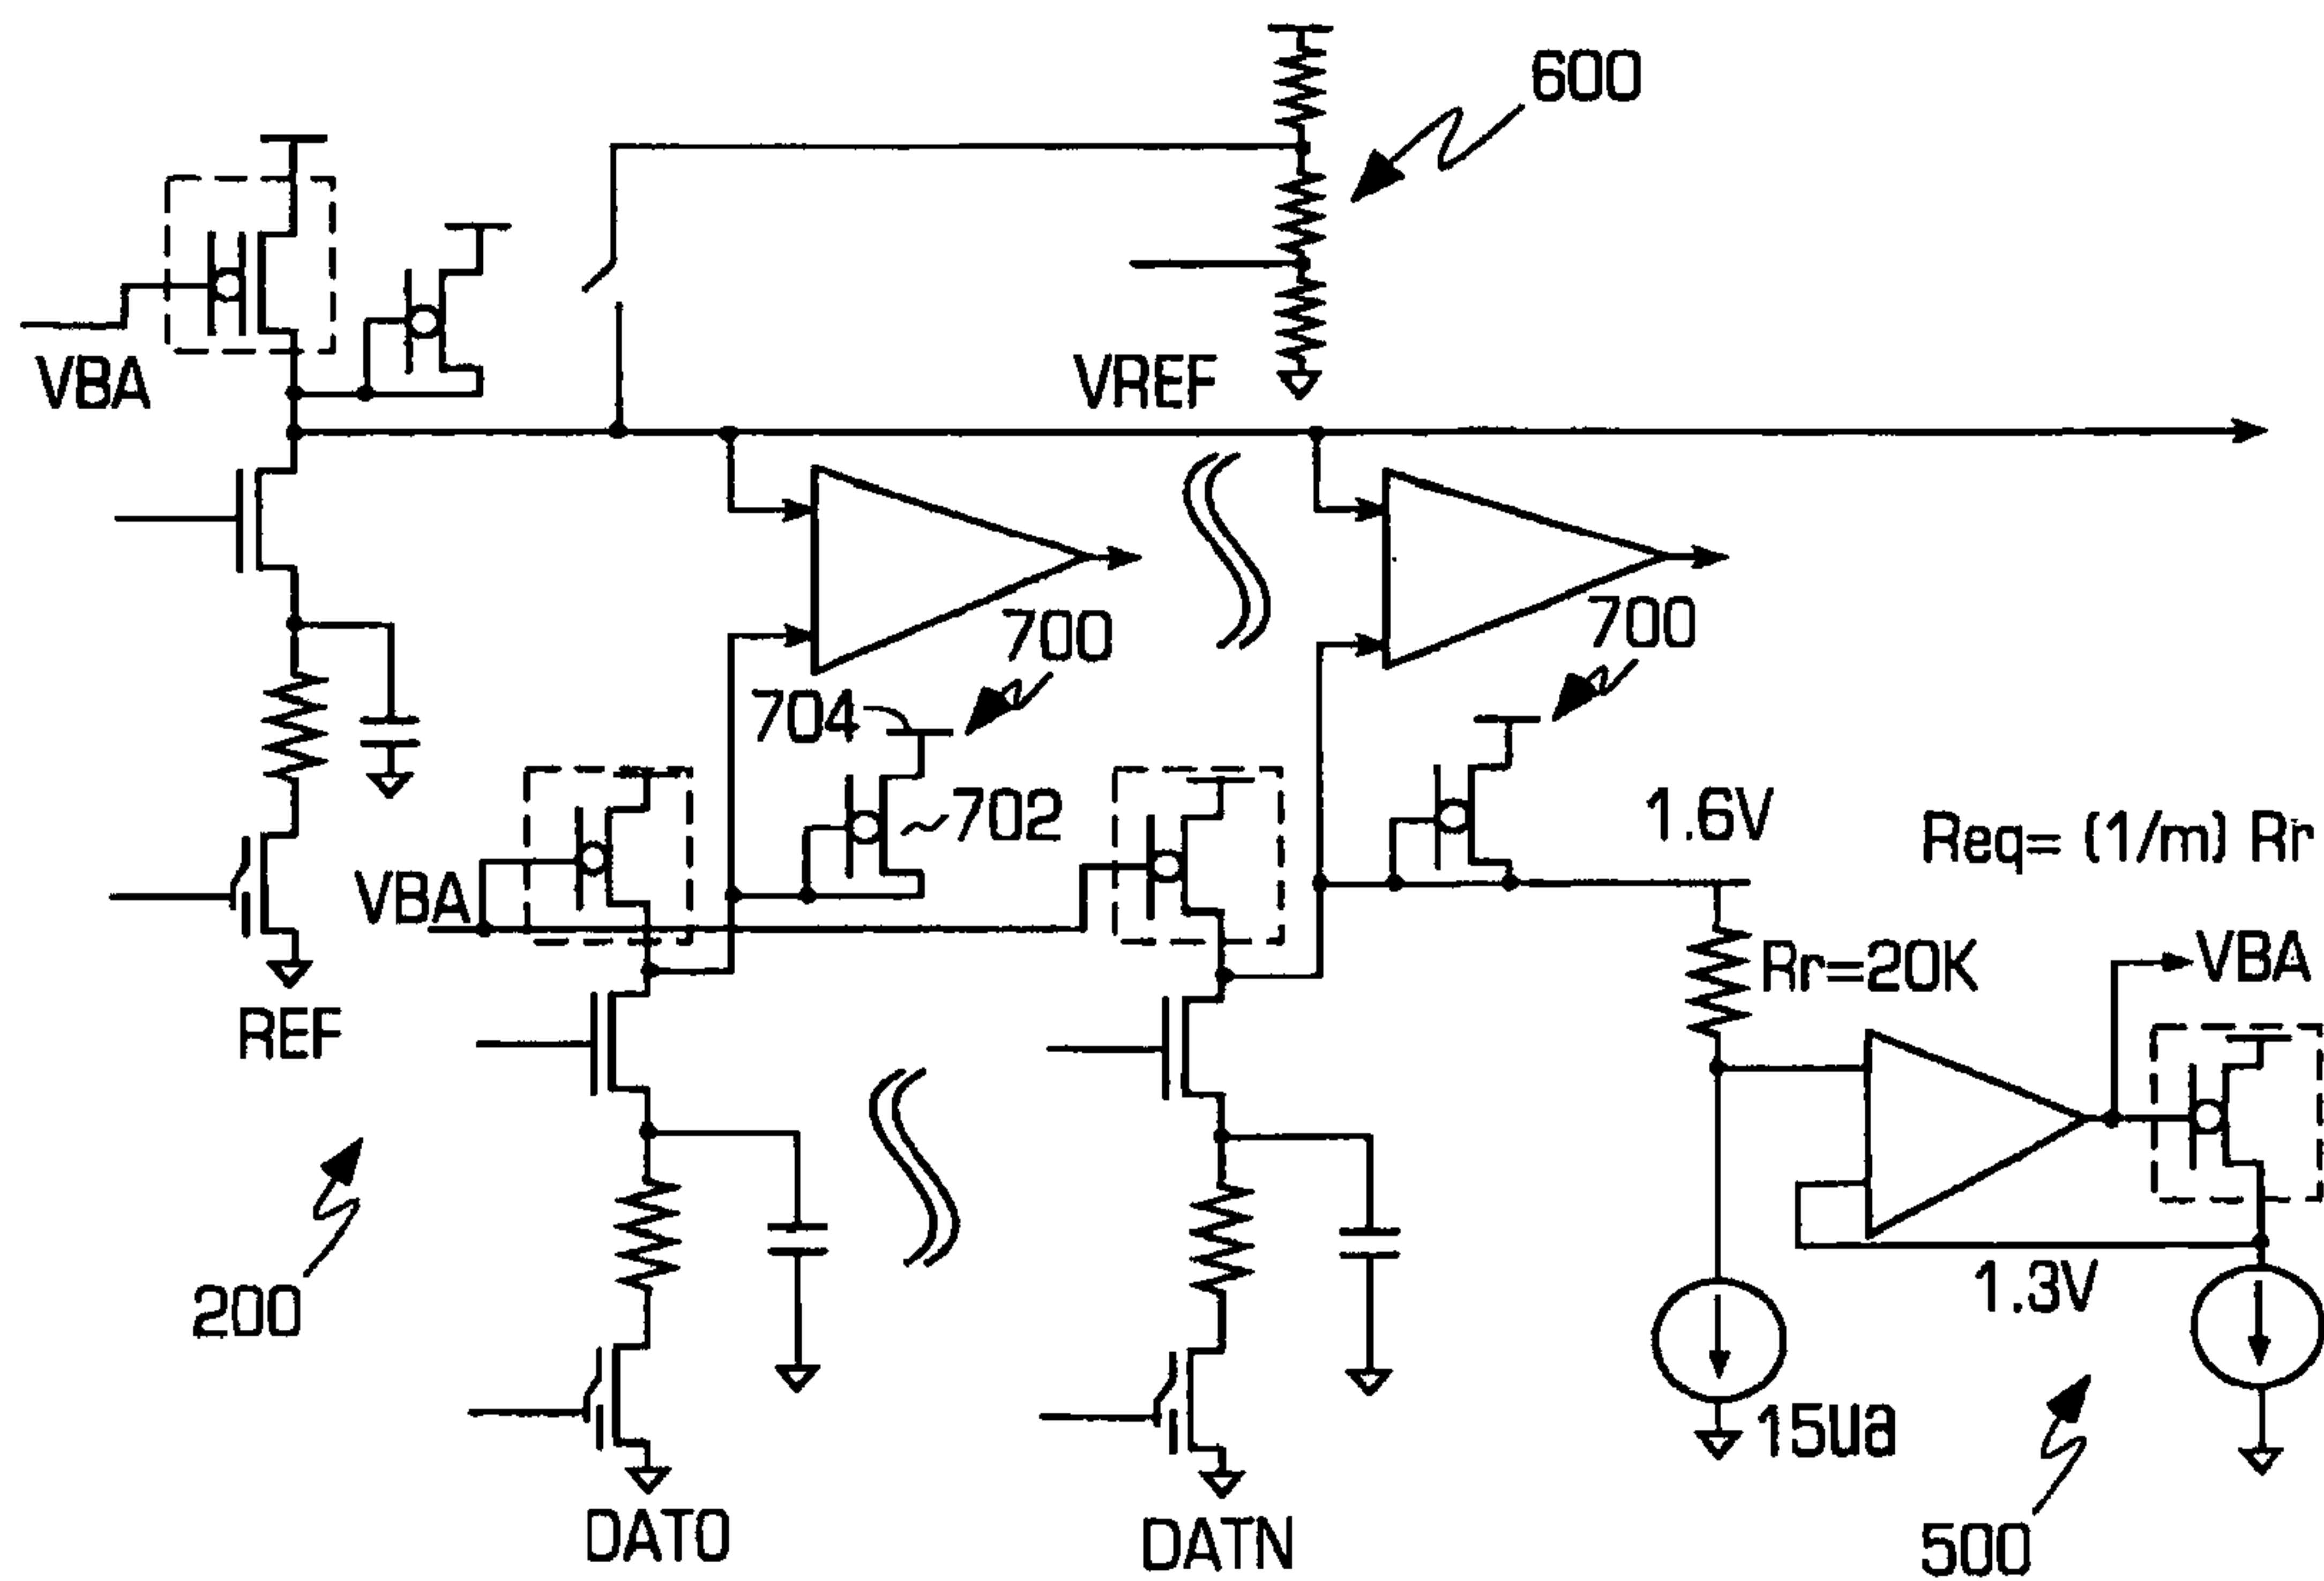 600
VBA
VREF
700
700
704
702
1.6V
Req= (1/m) Rr
VBA
Rr=20K
VBA
REF
200
1.3V
15ua
DAT0
DATN
500